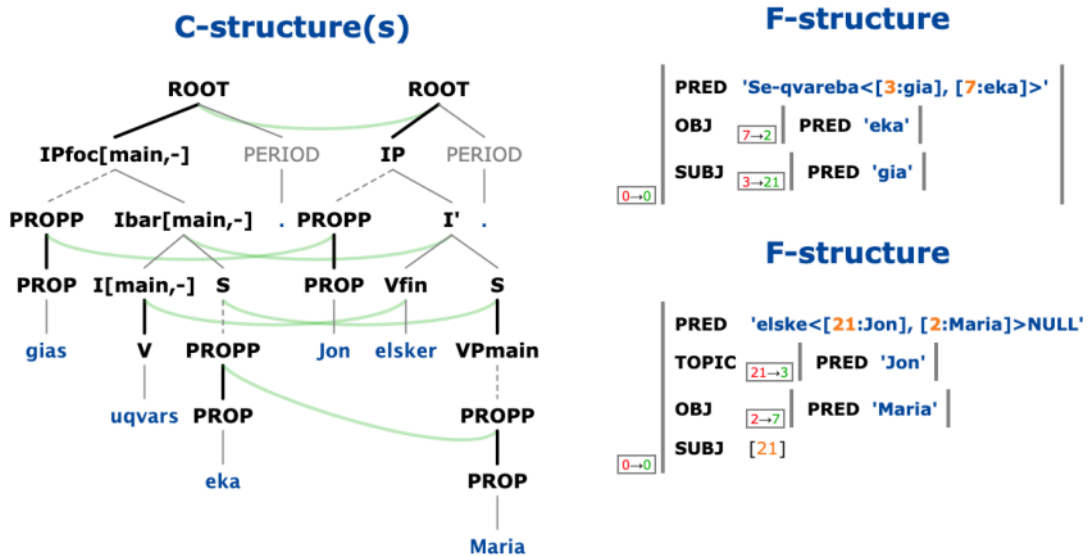 C-structure(s)
ROOT ROOT
IPfoc[main,-] PERIOD IP PERIOD
PROPP Ibar[main,-] . PROPP I' .
PROP I[main,-] S PROP Vfin S
gias V PROPP Jon elsker VPmain
uqvars PROP PROPP
eka PROP
Maria
F-structure
PRED 'Se-qvareba<[3:gia], [7:eka]>'
OBJ 7→2 PRED 'eka'
SUBJ 3→21 PRED 'gia'
0→0
F-structure
PRED 'elske<[21:Jon], [2:Maria]>NULL'
TOPIC 21→3 PRED 'Jon'
OBJ 2→7 PRED 'Maria'
SUBJ [21]
0→0